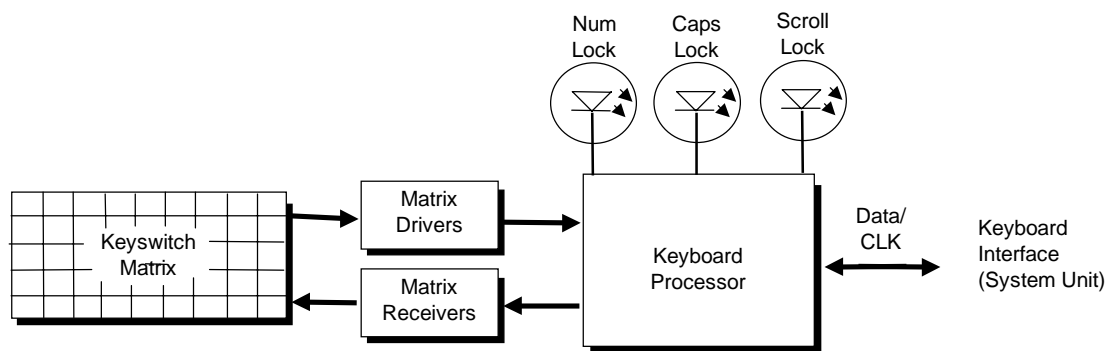 Num
Lock
Caps
Lock
Scroll
Lock
Keyswitch
Matrix
Matrix
Drivers
Matrix
Receivers
Keyboard
Processor
Data/
CLK
Keyboard
Interface
(System Unit)